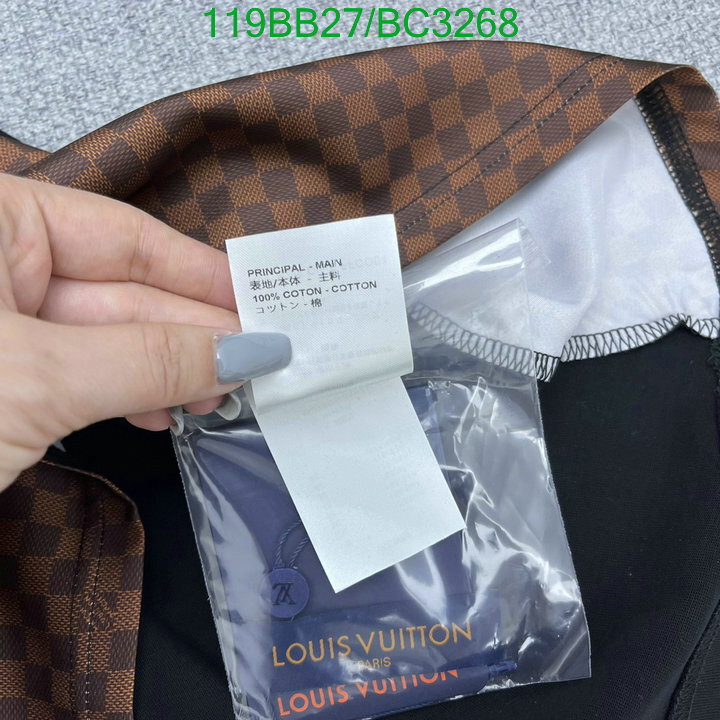 119BB27/BC3268
PRINCIPAL - MAIN
表地/本体 - 主料
100% COTON - COTTON
コットン - 棉
LOUIS VUITTON
PARIS
LOUIS VUITTON